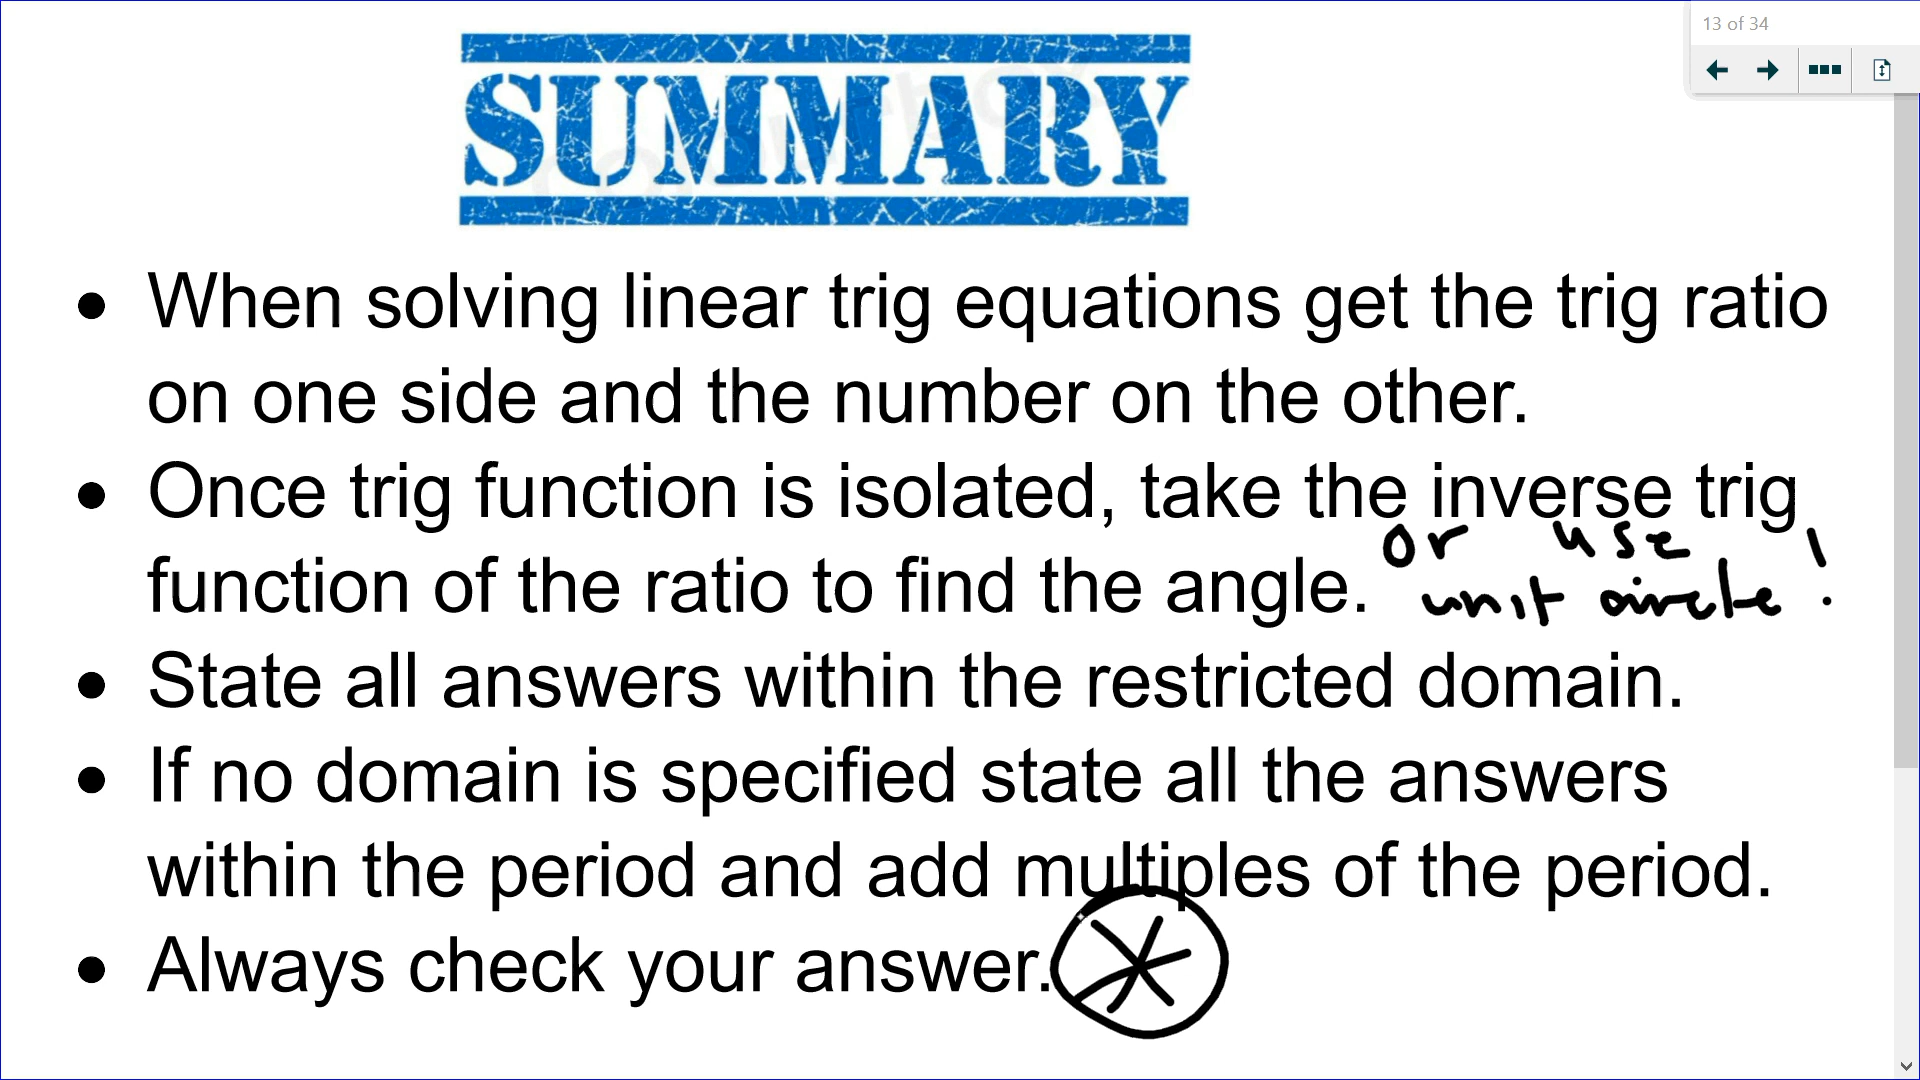 13 of 34
SUMMARY
• When solving linear trig equations get the trig ratio
on one side and the number on the other.
• Once trig function is isolated, take the inverse trig
or use
function of the ratio to find the angle. unit circle!
• State all answers within the restricted domain.
• If no domain is specified state all the answers
within the period and add multiples of the period.
• Always check your answer.